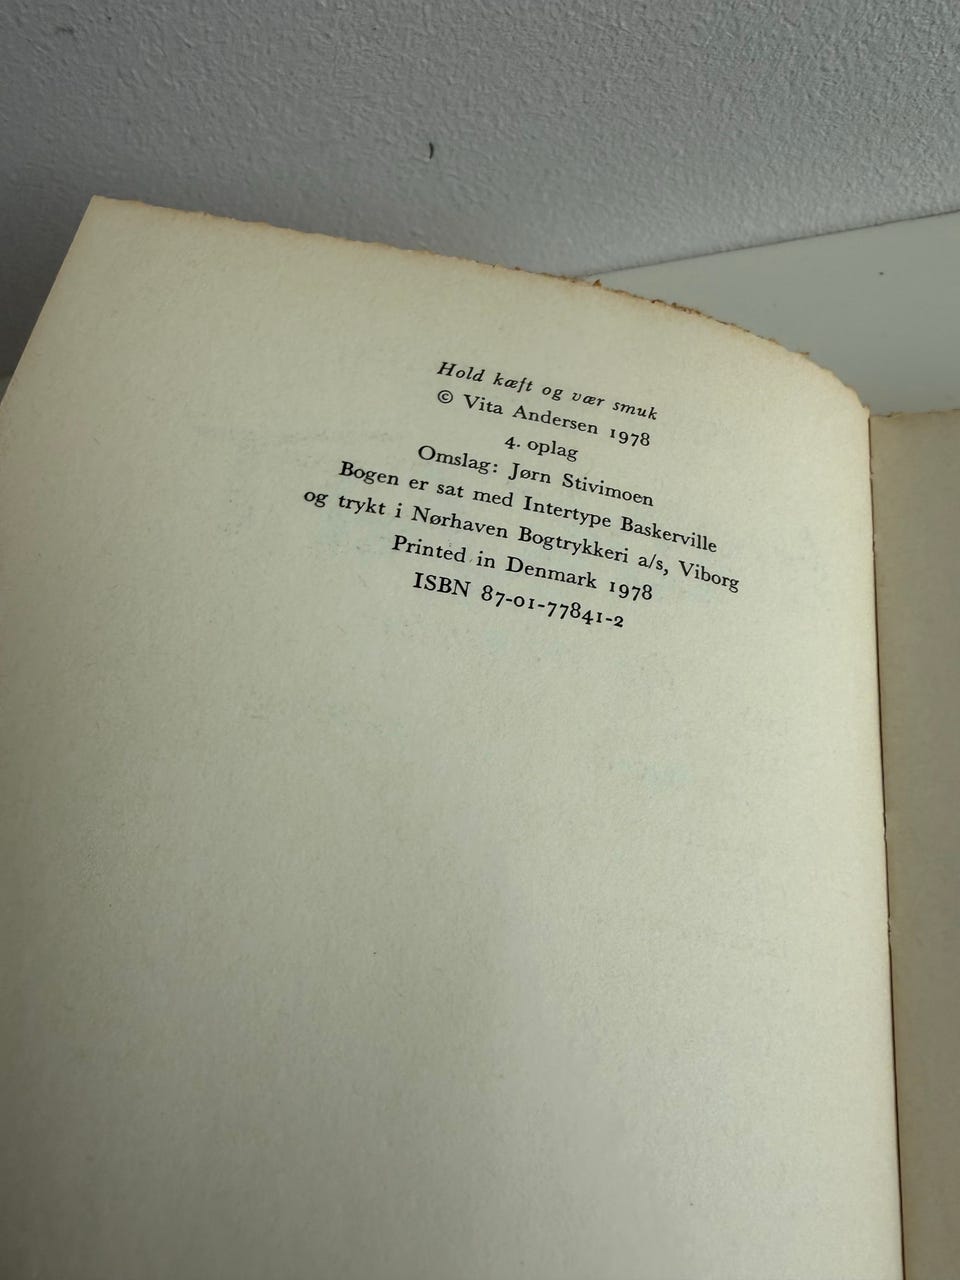 Hold kæft og vær smuk
© Vita Andersen 1978
4. oplag
Omslag: Jørn Stivimoen
Bogen er sat med Intertype Baskerville
og trykt i Nørhaven Bogtrykkeri a/s, Viborg
Printed in Denmark 1978
ISBN 87-01-77841-2